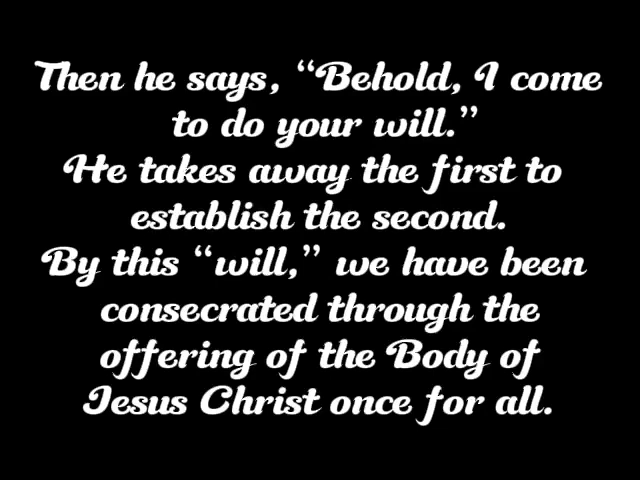 Then he says, “Behold, I come
to do your will.”
He takes away the first to
establish the second.
By this “will,” we have been
consecrated through the
offering of the Body of
Jesus Christ once for all.